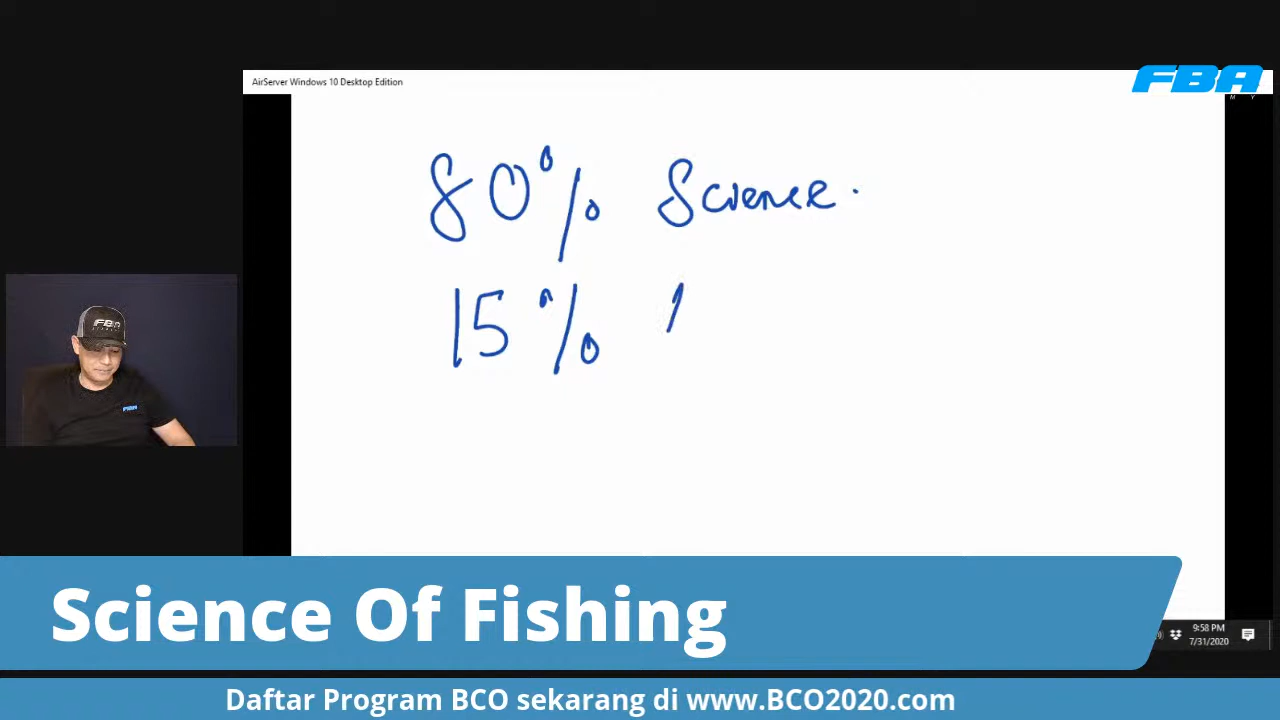 AirServer Windows 10 Desktop Edition
FBA
M Y
80% Science.
15%
FBA
FBA
Science Of Fishing
9:58 PM
7/31/2020
Daftar Program BCO sekarang di www.BCO2020.com